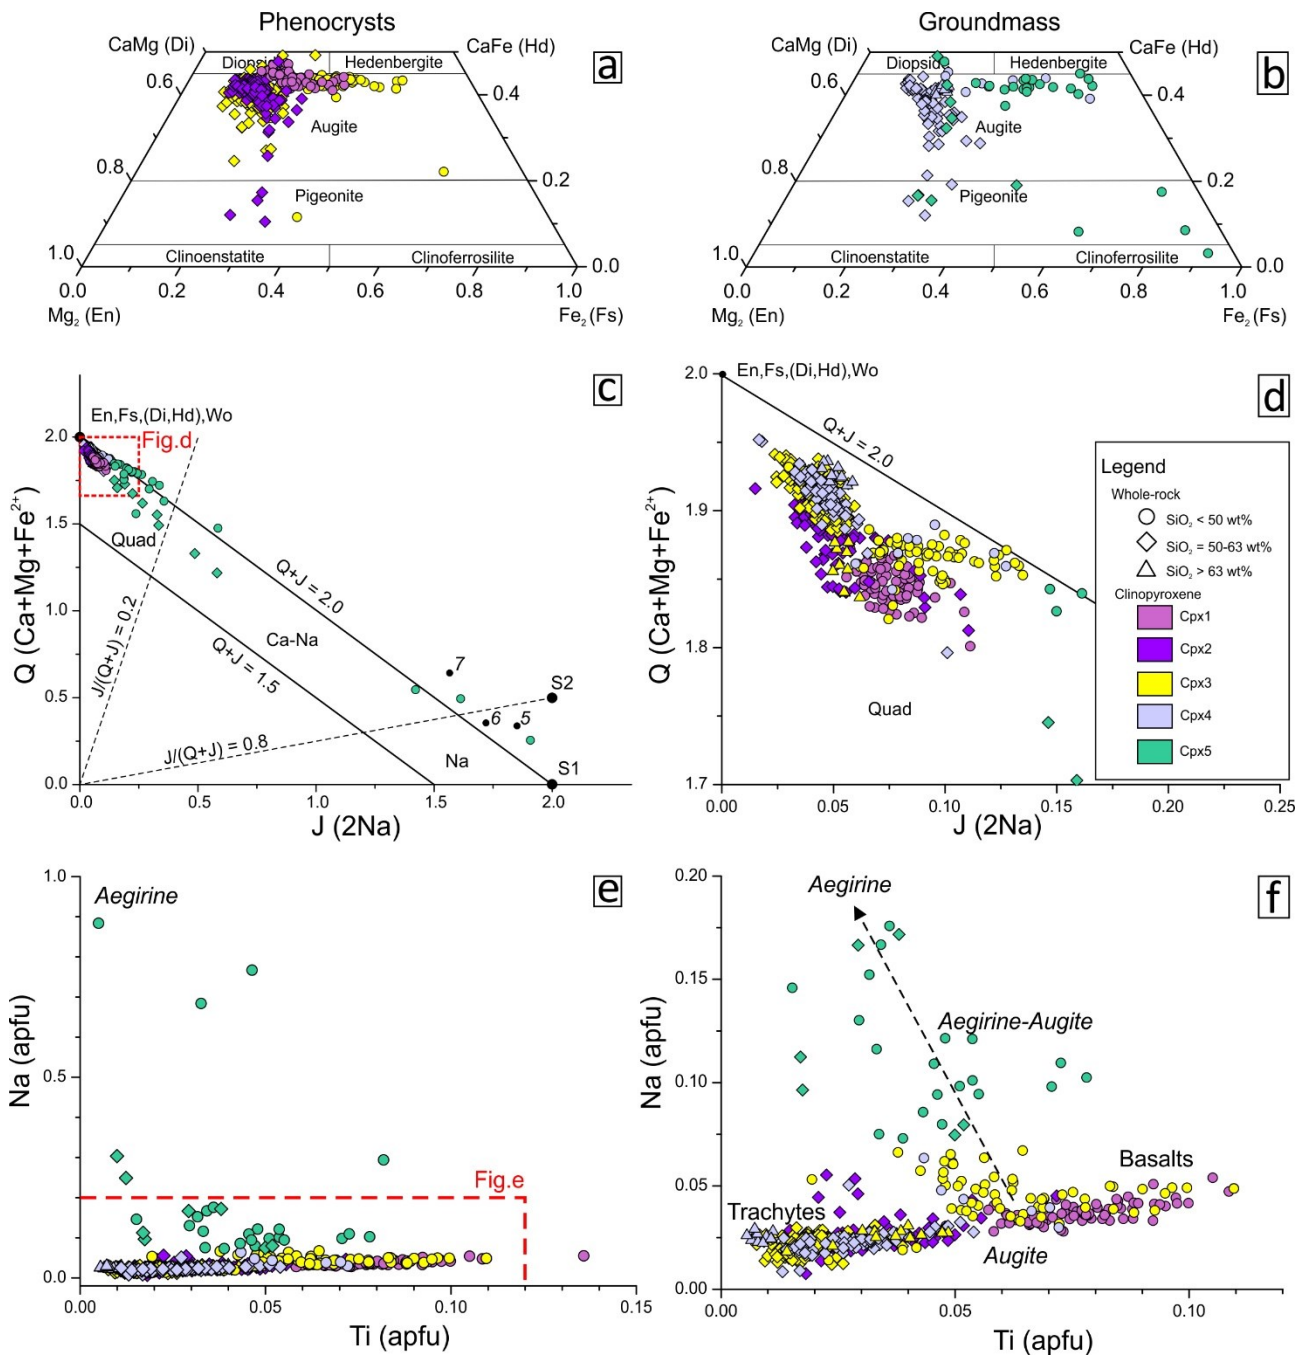 Phenocrysts
Groundmass
CaMg (Di)
CaFe (Hd)
a
Diopside
Hedenbergite
0.6
0.4
Augite
0.8
0.2
Pigeonite
1.0
Clinoenstatite
Clinoferrosilite
0.0
0.0
0.2
0.4
0.6
0.8
1.0
Mg₂ (En)
Fe₂ (Fs)
CaMg (Di)
CaFe (Hd)
b
Diopside
Hedenbergite
0.6
0.4
Augite
0.8
0.2
Pigeonite
1.0
Clinoenstatite
Clinoferrosilite
0.0
0.0
0.2
0.4
0.6
0.8
1.0
Mg₂ (En)
Fe₂ (Fs)
c
En,Fs,(Di,Hd),Wo
Fig.d
2.0
1.5
1.0
0.5
0.0
Q (Ca+Mg+Fe²⁺)
Quad
Q+J = 2.0
Ca-Na
Q+J = 1.5
J/(Q+J) = 0.2
J/(Q+J) = 0.8
7
6
5
S2
S1
Na
0.0
0.5
1.0
1.5
2.0
J (2Na)
d
En,Fs,(Di,Hd),Wo
2.0
1.9
1.8
1.7
Q (Ca+Mg+Fe²⁺)
Q+J = 2.0
Quad
0.00
0.05
0.10
0.15
0.20
0.25
J (2Na)
Legend
Whole-rock
SiO₂ < 50 wt%
SiO₂ = 50-63 wt%
SiO₂ > 63 wt%
Clinopyroxene
Cpx1
Cpx2
Cpx3
Cpx4
Cpx5
e
Aegirine
1.0
0.5
0.0
Na (apfu)
Fig.e
0.00
0.05
0.10
0.15
Ti (apfu)
f
Aegirine
0.20
0.15
0.10
0.05
0.00
Na (apfu)
Aegirine-Augite
Basalts
Trachytes
Augite
0.00
0.05
0.10
Ti (apfu)